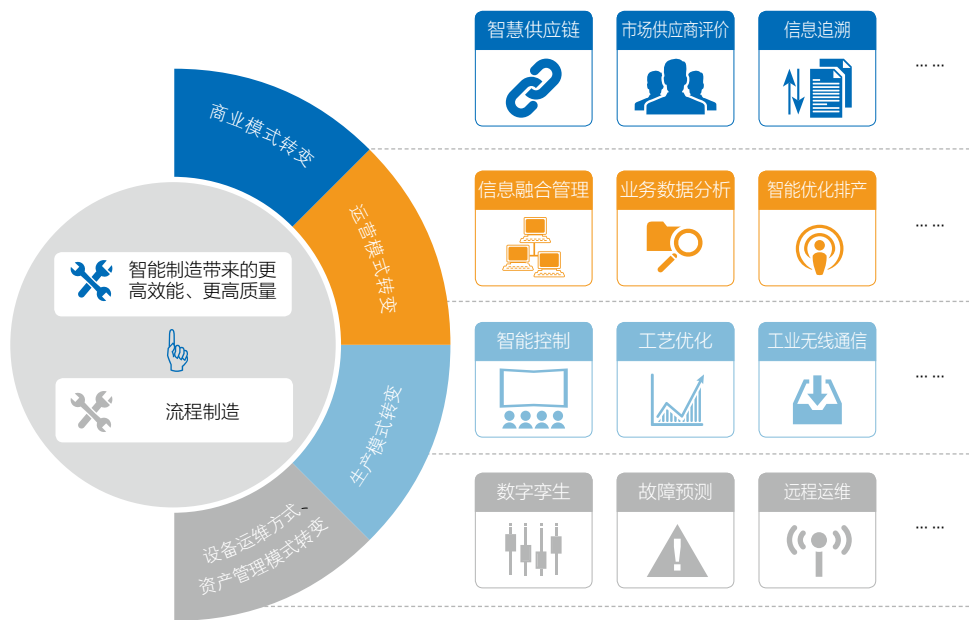 智慧供应链
市场供应商评价
信息追溯
... ...
商业模式转变
信息融合管理
业务数据分析
智能优化排产
... ...
运营模式转变
智能制造带来的更
高效能、更高质量
流程制造
智能控制
工艺优化
工业无线通信
... ...
生产模式转变
数字孪生
故障预测
远程运维
... ...
设备运维方式-
资产管理模式转变